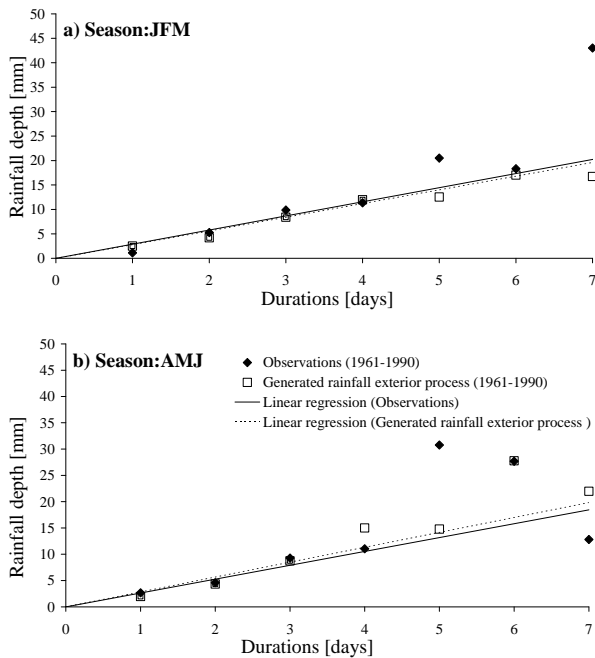 a) Season:JFM
50
45
40
35
30
25
20
15
10
5
0
Rainfall depth [mm]
0 1 2 3 4 5 6 7
Durations [days]
b) Season:AMJ
Observations (1961-1990)
Generated rainfall exterior process (1961-1990)
Linear regression (Observations)
Linear regression (Generated rainfall exterior process )
50
45
40
35
30
25
20
15
10
5
0
Rainfall depth [mm]
0 1 2 3 4 5 6 7
Durations [days]